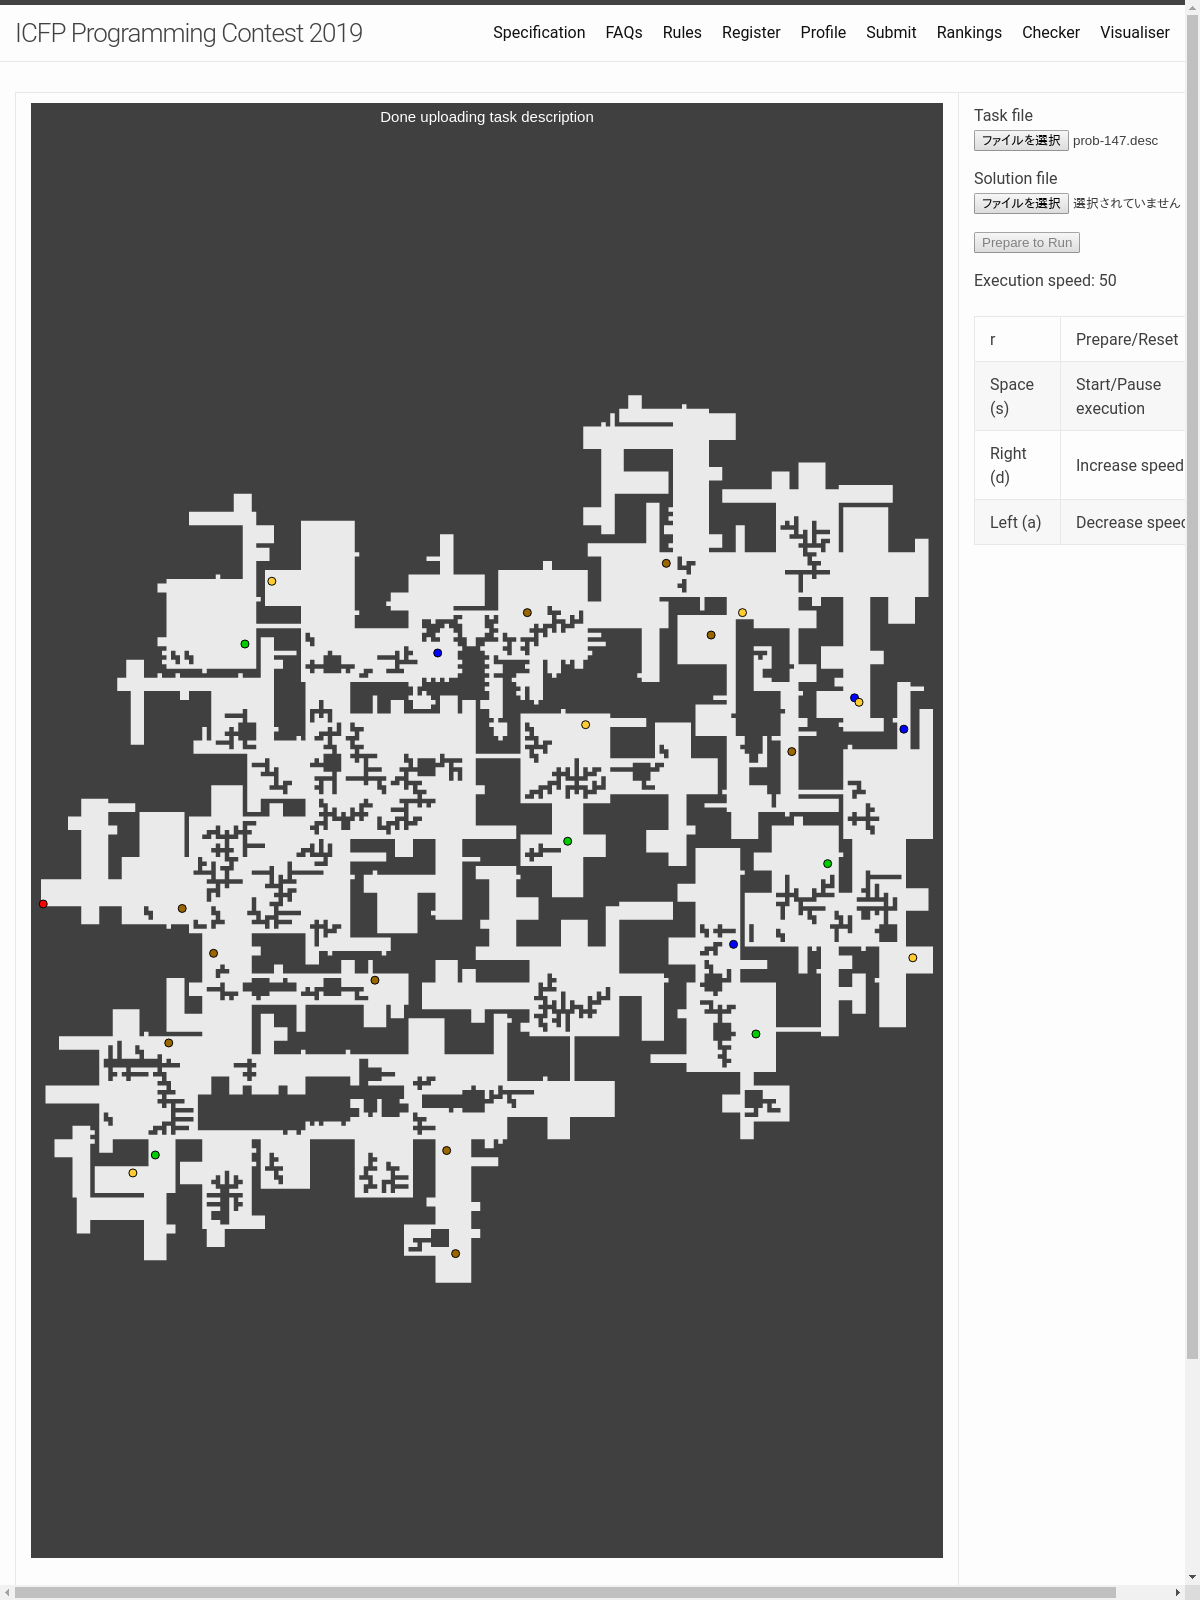 ICFP Programming Contest 2019
Specification FAQs Rules Register Profile Submit Rankings Checker Visualiser
Done uploading task description
Task file
ファイルを選択 prob-147.desc
Solution file
ファイルを選択 選択されていません
Prepare to Run
Execution speed: 50
r Prepare/Reset
Space (s) Start/Pause execution
Right (d) Increase speed
Left (a) Decrease speed